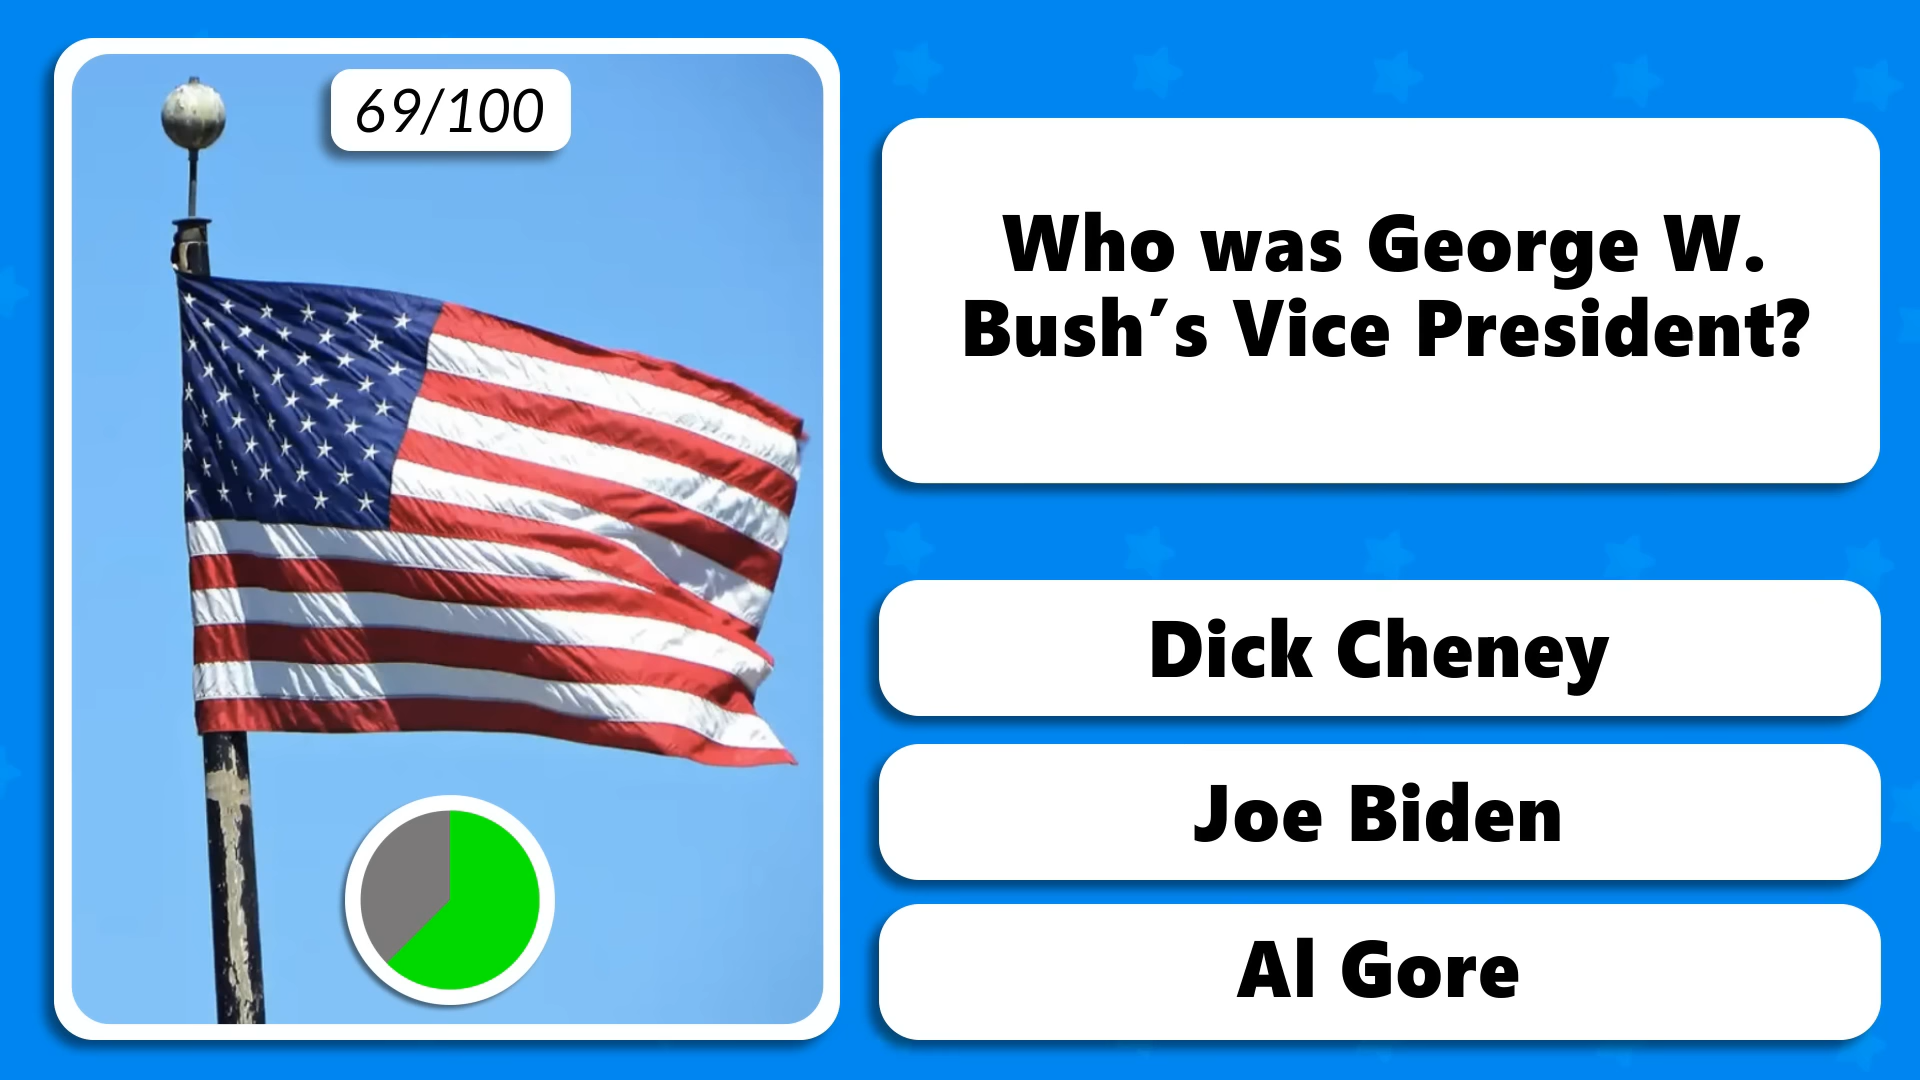 69/100
Who was George W.
Bush’s Vice President?
Dick Cheney
Joe Biden
Al Gore